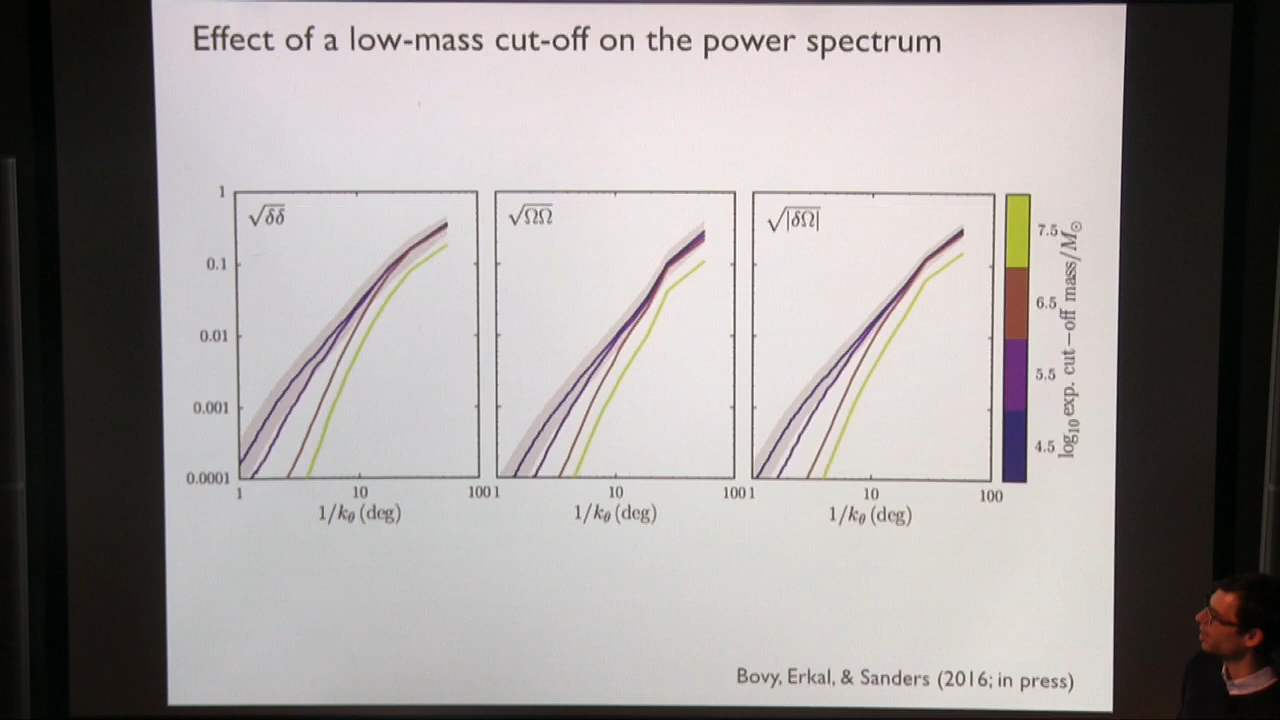 Effect of a low-mass cut-off on the power spectrum
√δδ
√ΩΩ
√|δΩ|
1
0.1
0.01
0.001
0.0001
1
10
100
1
10
100
1
10
100
1/kθ (deg)
1/kθ (deg)
1/kθ (deg)
7.5
6.5
5.5
4.5
log₁₀ exp. cut−off mass/M☉
Bovy, Erkal, & Sanders (2016; in press)